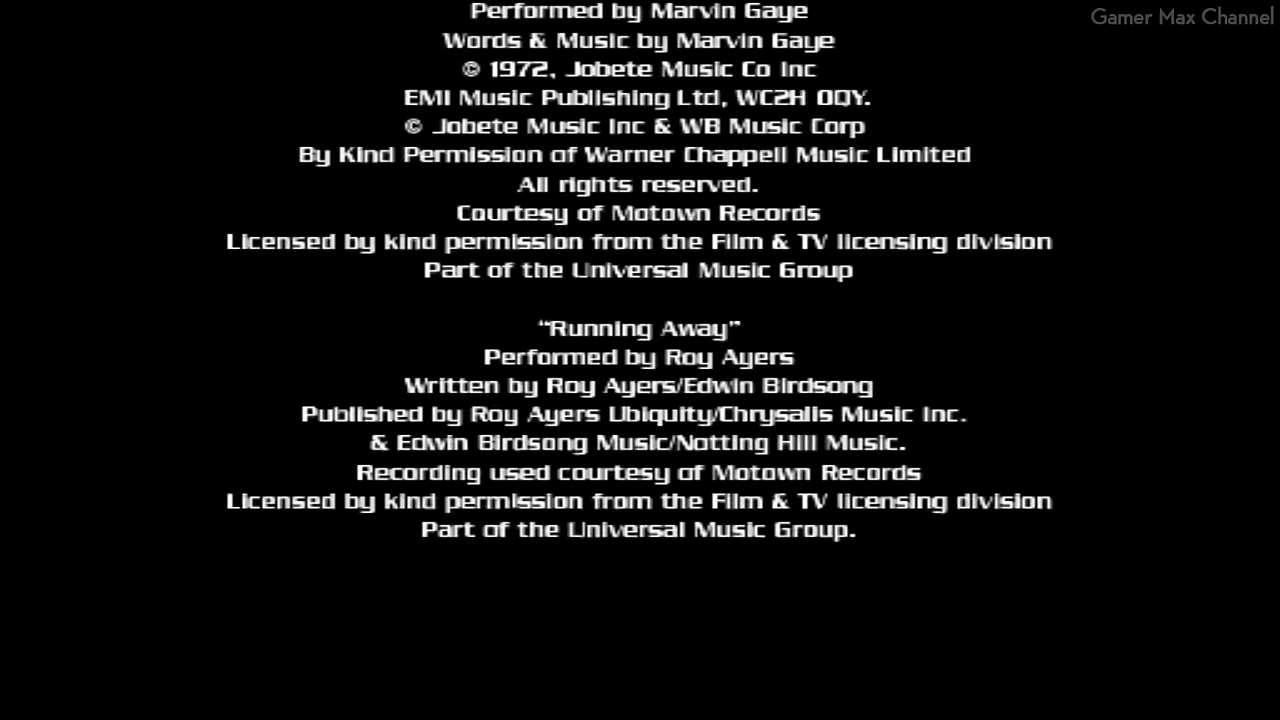 Performed by Marvin Gaye
Gamer Max Channel
Words & Music by Marvin Gaye
© 1972, Jobete Music Co Inc
EMI Music Publishing Ltd, WC2H 0QY.
© Jobete Music Inc & WB Music Corp
By Kind Permission of Warner Chappell Music Limited
All rights reserved.
Courtesy of Motown Records
Licensed by kind permission from the Film & TV licensing division
Part of the Universal Music Group
“Running Away”
Performed by Roy Ayers
Written by Roy Ayers/Edwin Birdsong
Published by Roy Ayers Ubiquity/Chrysalis Music Inc.
& Edwin Birdsong Music/Notting Hill Music.
Recording used courtesy of Motown Records
Licensed by kind permission from the Film & TV licensing division
Part of the Universal Music Group.